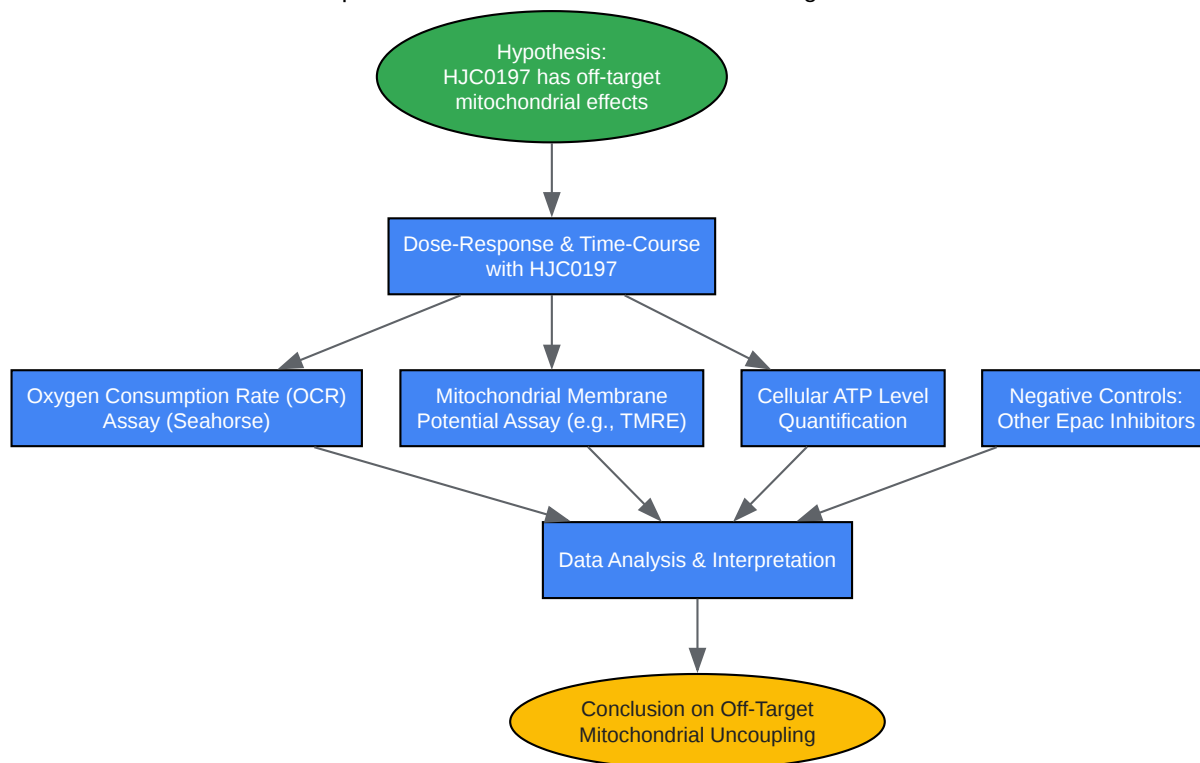 Hypothesis:
HJC0197 has off-target
mitochondrial effects
Dose-Response & Time-Course
with HJC0197
Oxygen Consumption Rate (OCR)
Assay (Seahorse)
Mitochondrial Membrane
Potential Assay (e.g., TMRE)
Cellular ATP Level
Quantification
Negative Controls:
Other Epac Inhibitors
Data Analysis & Interpretation
Conclusion on Off-Target
Mitochondrial Uncoupling